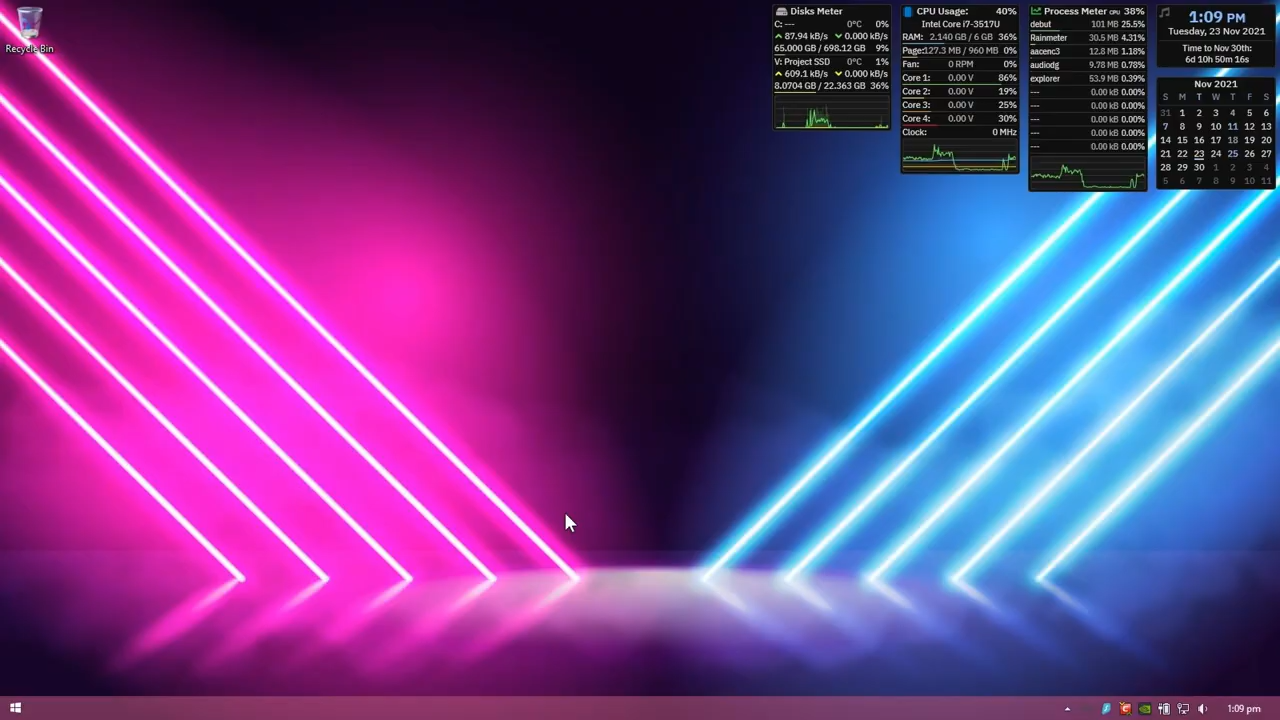 Recycle Bin
Disks Meter
C: --- 0°C 0%
87.94 kB/s 0.000 kB/s
65.000 GB / 698.12 GB 9%
V: Project SSD 0°C 1%
609.1 kB/s 0.000 kB/s
8.0704 GB / 22.363 GB 36%
CPU Usage: 40%
Intel Core i7-3517U
RAM: 2.140 GB / 6 GB 36%
Page: 127.3 MB / 960 MB 0%
Fan: 0 RPM 0%
Core 1: 0.00 V 86%
Core 2: 0.00 V 19%
Core 3: 0.00 V 25%
Core 4: 0.00 V 30%
Clock: 0 MHz
Process Meter CPU 38%
debut 101 MB 25.5%
Rainmeter 30.5 MB 4.31%
aacenc3 12.8 MB 1.18%
audiodg 9.78 MB 0.78%
explorer 53.9 MB 0.39%
--- 0.00 kB 0.00%
--- 0.00 kB 0.00%
--- 0.00 kB 0.00%
--- 0.00 kB 0.00%
--- 0.00 kB 0.00%
1:09 PM
Tuesday, 23 Nov 2021
Time to Nov 30th:
6d 10h 50m 16s
Nov 2021
S M T W T F S
31 1 2 3 4 5 6
7 8 9 10 11 12 13
14 15 16 17 18 19 20
21 22 23 24 25 26 27
28 29 30 1 2 3 4
5 6 7 8 9 10 11
1:09 pm